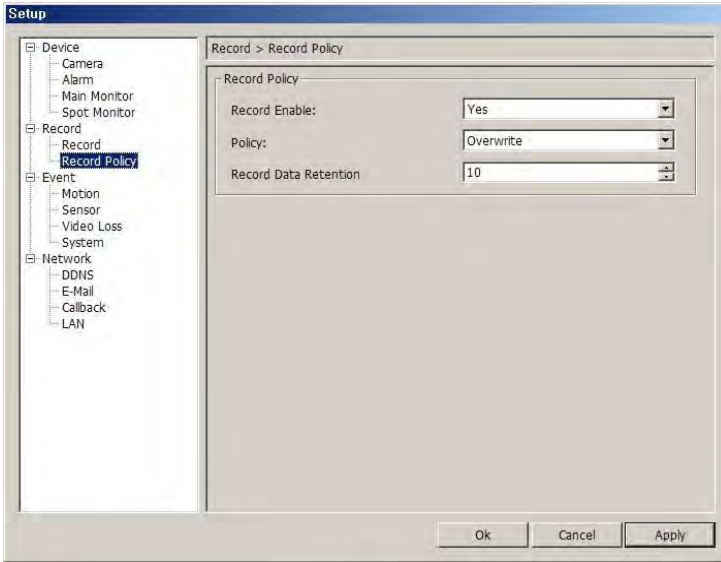 Setup
Device
Camera
Alarm
Main Monitor
Spot Monitor
Record
Record
Record Policy
Event
Motion
Sensor
Video Loss
System
Network
DDNS
E-Mail
Callback
LAN
Record > Record Policy
Record Policy
Record Enable: Yes
Policy: Overwrite
Record Data Retention 10
Ok Cancel Apply